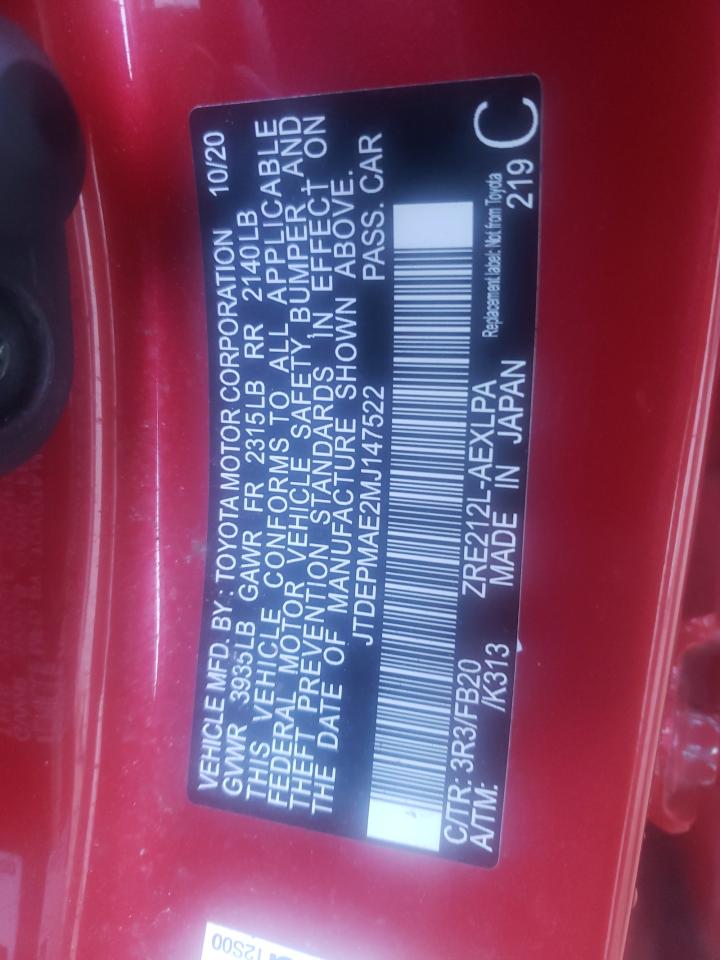 VEHICLE MFD. BY: TOYOTA MOTOR CORPORATION 10/20
GVWR 3935LB GAWR FR 2315LB RR 2140LB
THIS VEHICLE CONFORMS TO ALL APPLICABLE
FEDERAL MOTOR VEHICLE SAFETY, BUMPER, AND
THEFT PREVENTION STANDARDS IN EFFECT ON
THE DATE OF MANUFACTURE SHOWN ABOVE.
JTDEPMAE2MJ147522 PASS. CAR
C/TR: 3R3/FB20 ZRE212L-AEXLPA Replacement label: Not from Toyota
A/TM: /K313 MADE IN JAPAN 219 C
12S00